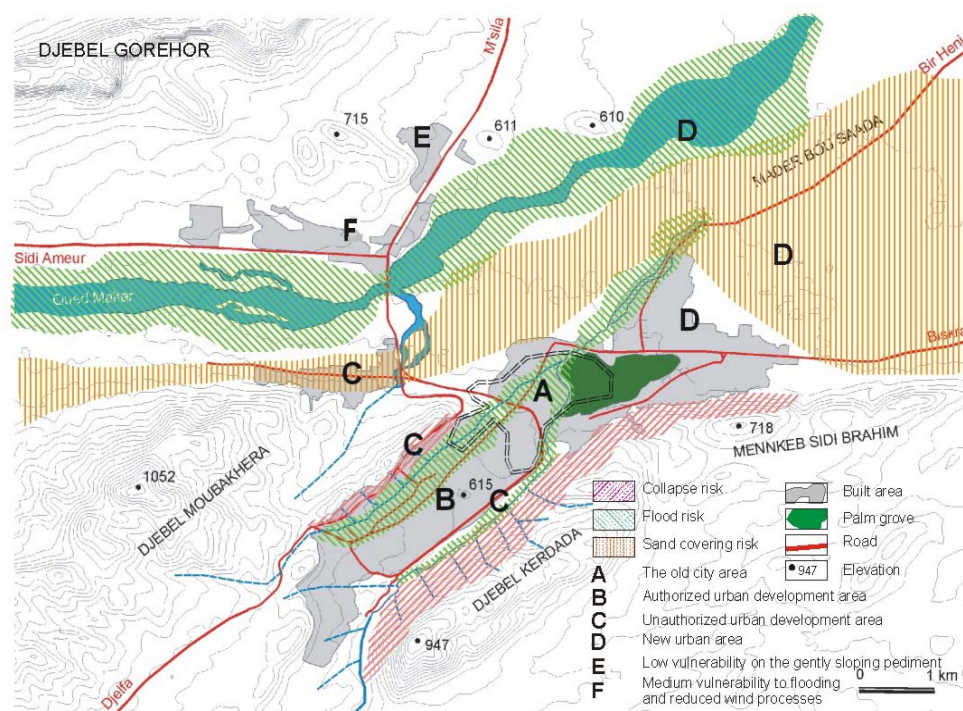 DJEBEL GOREHOR
M'sila
Bir Heni
715
E
611
610
D
MADER BOU SAADA
F
Sidi Ameur
Oued Maiter
D
D
C
Biskra
A
C
718
MENNKEB SIDI BRAHIM
1052
DJEBEL MOUBAKHERA
B
615
C
DJEBEL KERDADA
947
Djelfa
Collapse risk
Flood risk
Sand covering risk
Built area
Palm grove
Road
947 Elevation
A The old city area
B Authorized urban development area
C Unauthorized urban development area
D New urban area
E Low vulnerability on the gently sloping pediment
F Medium vulnerability to flooding
and reduced wind processes
0 1 km